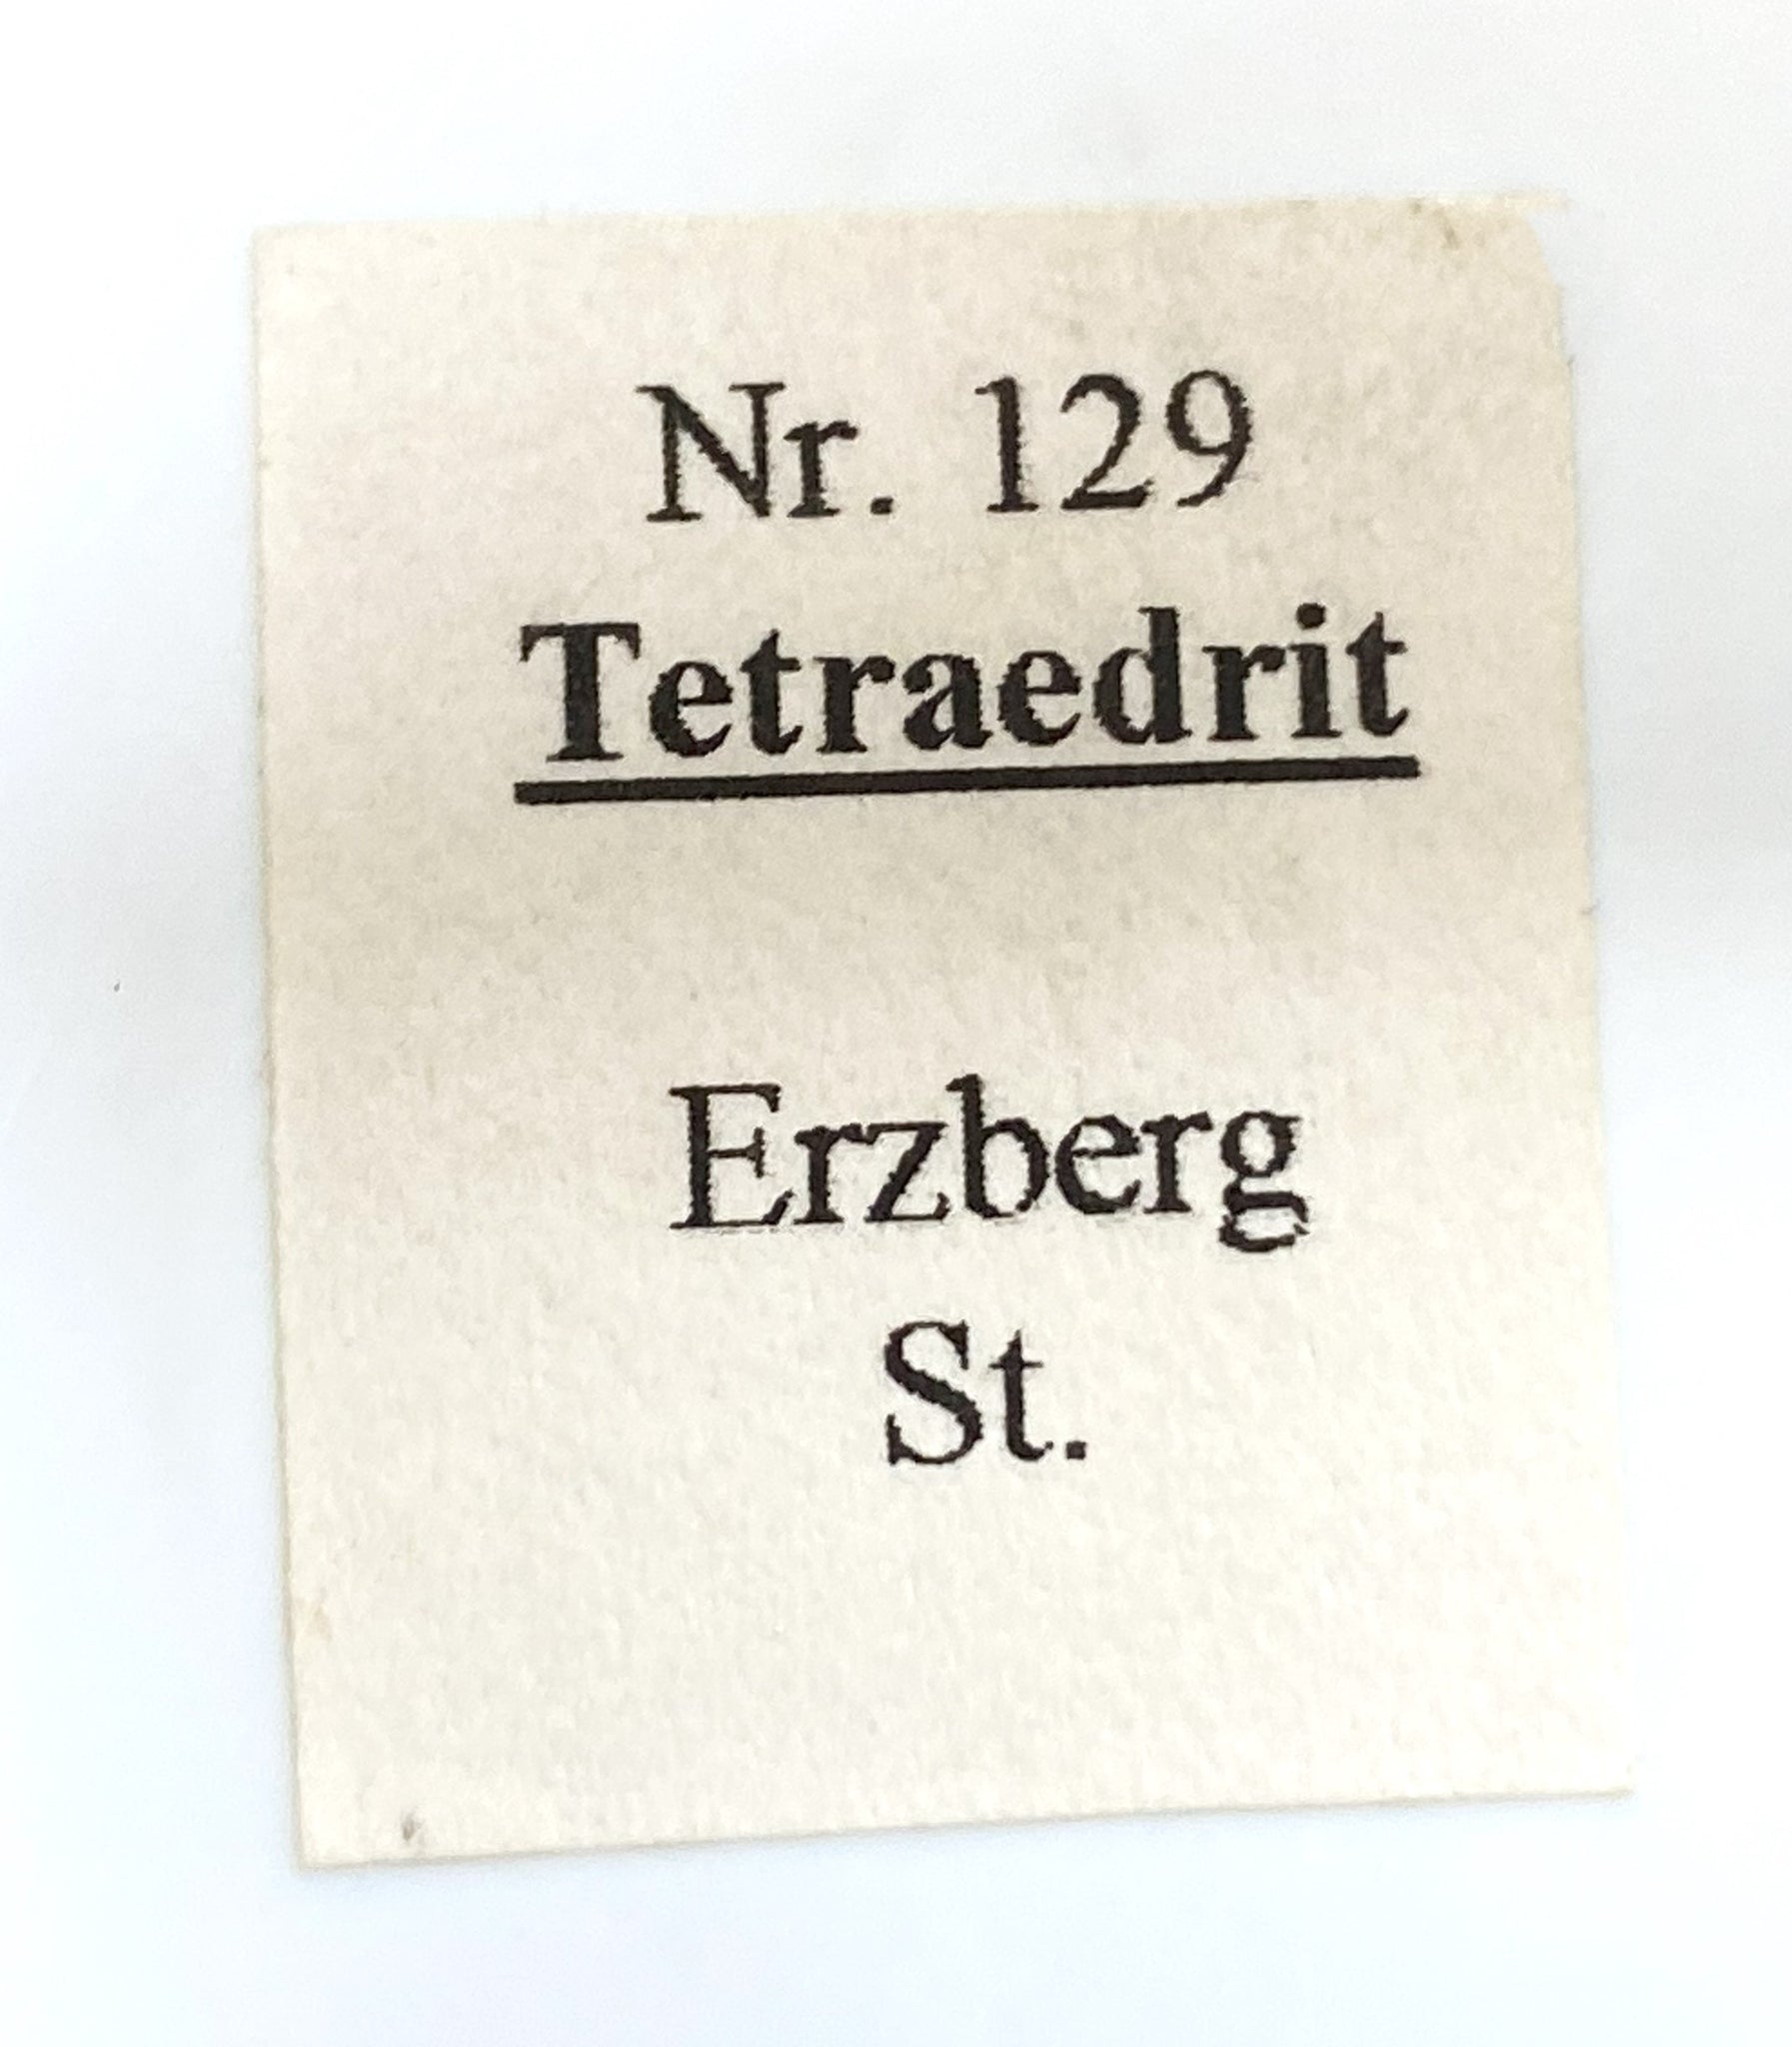 Nr. 129
Tetraedrit
Erzberg
St.